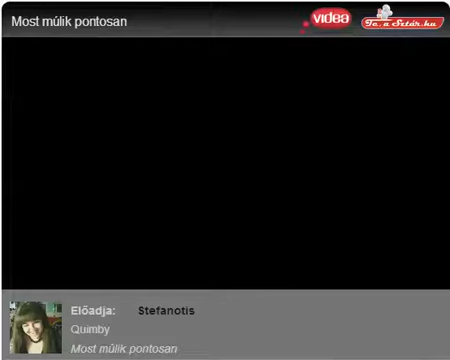 Most múlik pontosan
videa
Te.a Sztár.hu
Előadja: Stefanotis
Quimby
Most múlik pontosan